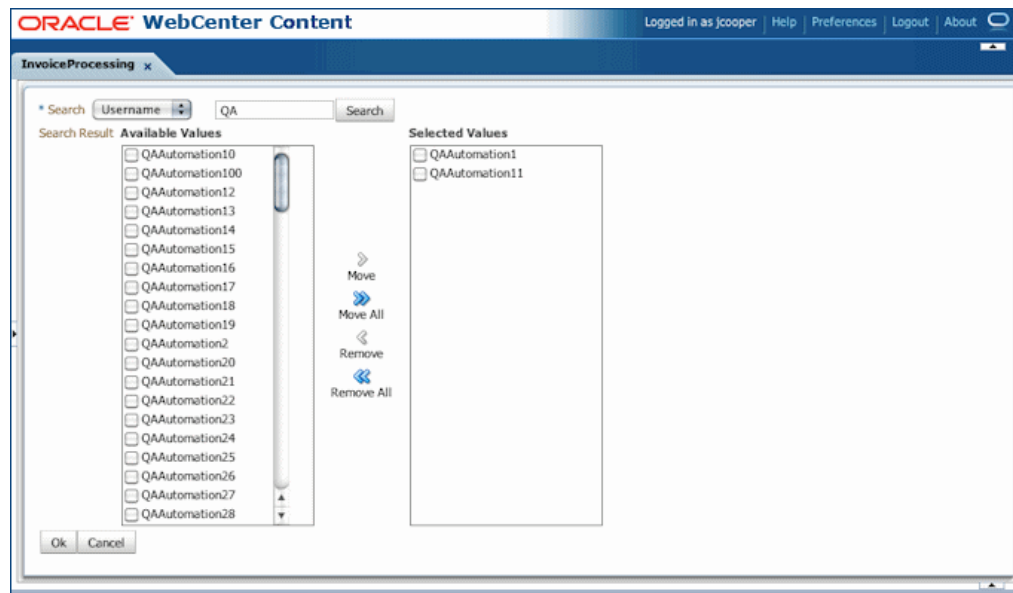 ORACLE WebCenter Content
Logged in as jcooper Help Preferences Logout About
InvoiceProcessing x
* Search Username QA Search
Search Result Available Values Selected Values
QAAutomation10
QAAutomation100
QAAutomation12
QAAutomation13
QAAutomation14
QAAutomation15
QAAutomation16
QAAutomation17
QAAutomation18
QAAutomation19
QAAutomation2
QAAutomation20
QAAutomation21
QAAutomation22
QAAutomation23
QAAutomation24
QAAutomation25
QAAutomation26
QAAutomation27
QAAutomation28
Move
Move All
Remove
Remove All
QAAutomation1
QAAutomation11
Ok Cancel